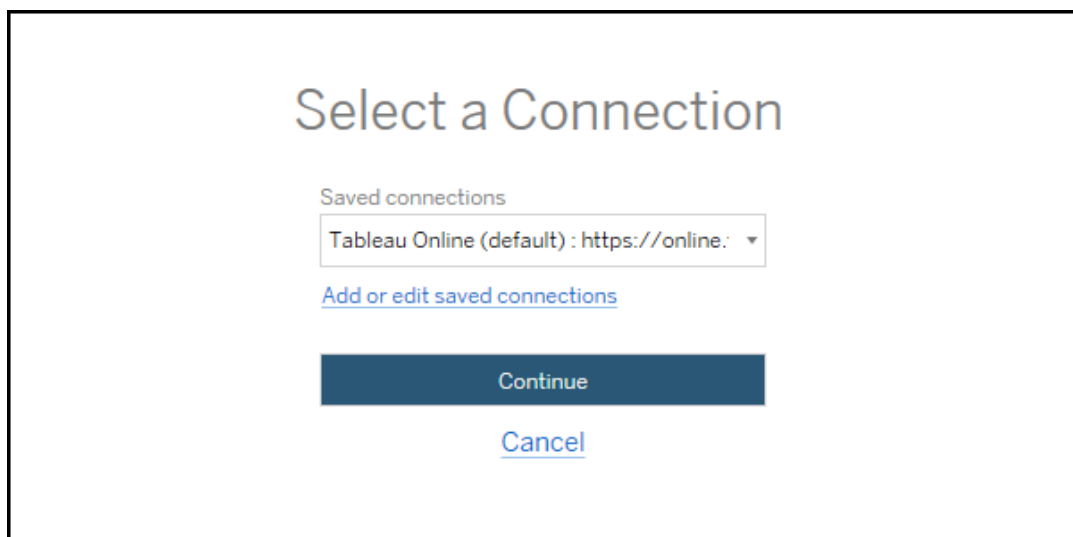 Select a Connection
Saved connections
Tableau Online (default) : https://online.
Add or edit saved connections
Continue
Cancel